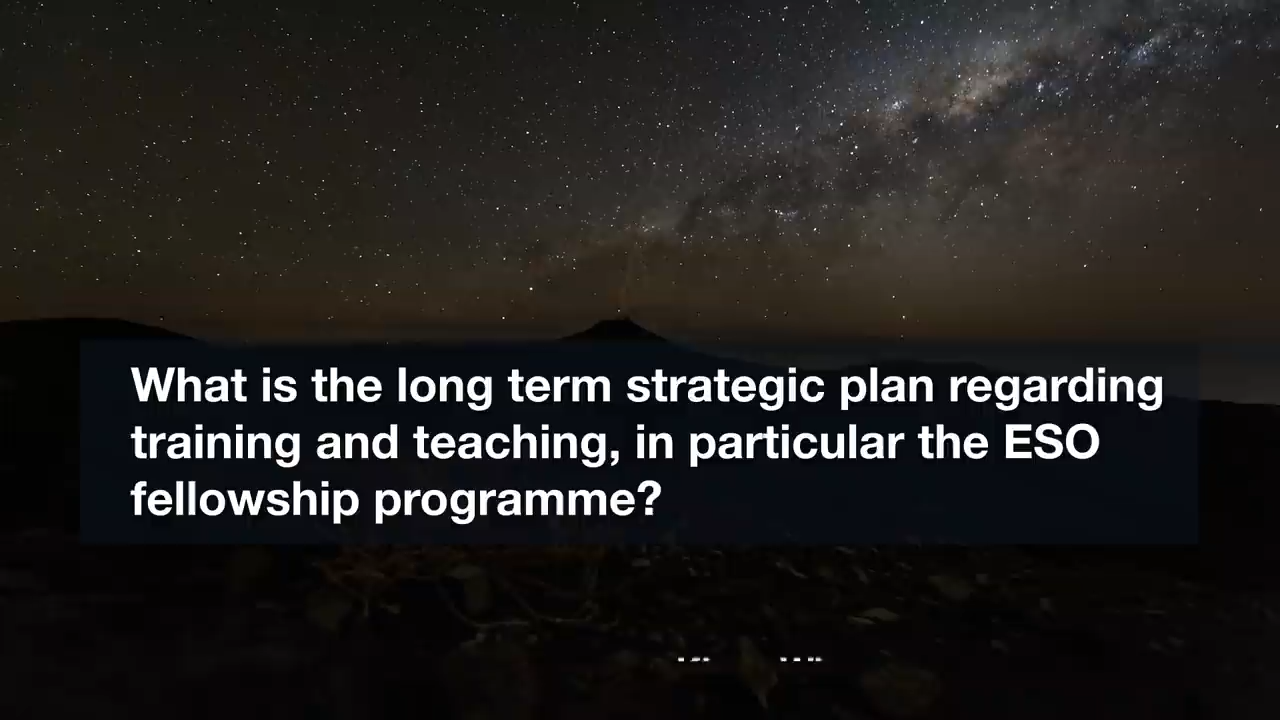 What is the long term strategic plan regarding
training and teaching, in particular the ESO
fellowship programme?